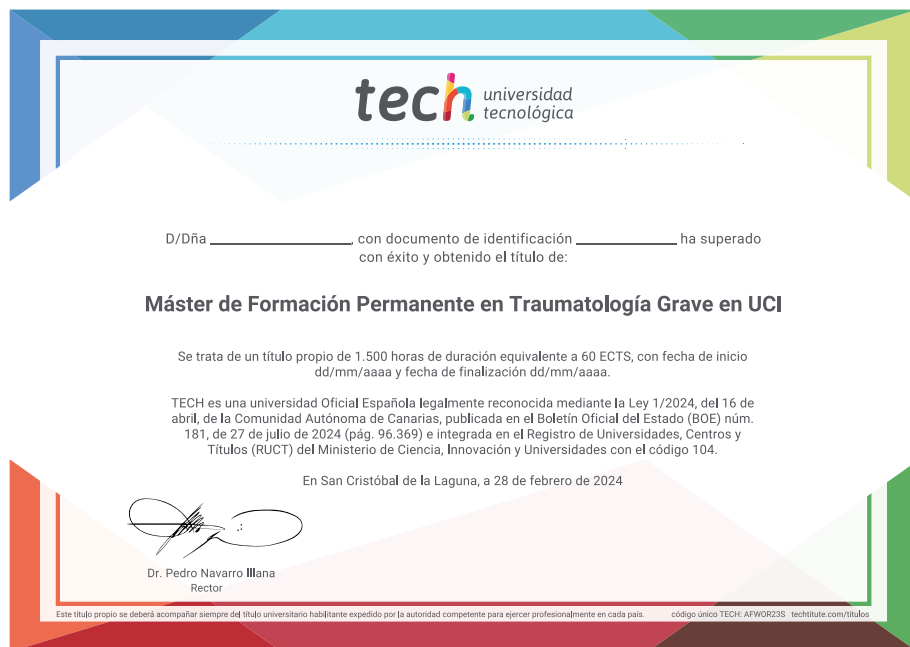 tech universidad
tecnológica
D/Dña ______________, con documento de identificación ____________ ha superado
con éxito y obtenido el título de:
Máster de Formación Permanente en Traumatología Grave en UCI
Se trata de un título propio de 1.500 horas de duración equivalente a 60 ECTS, con fecha de inicio
dd/mm/aaaa y fecha de finalización dd/mm/aaaa.
TECH es una universidad Oficial Española legalmente reconocida mediante la Ley 1/2024, del 16 de
abril, de la Comunidad Autónoma de Canarias, publicada en el Boletín Oficial del Estado (BOE) núm.
181, de 27 de julio de 2024 (pág. 96.369) e integrada en el Registro de Universidades, Centros y
Títulos (RUCT) del Ministerio de Ciencia, Innovación y Universidades con el código 104.
En San Cristóbal de la Laguna, a 28 de febrero de 2024
Dr. Pedro Navarro Illana
Rector
Este título propio se deberá acompañar siempre del título universitario habilitante expedido por la autoridad competente para ejercer profesionalmente en cada país. código único TECH: AFWOR23S techtitute.com/titulos